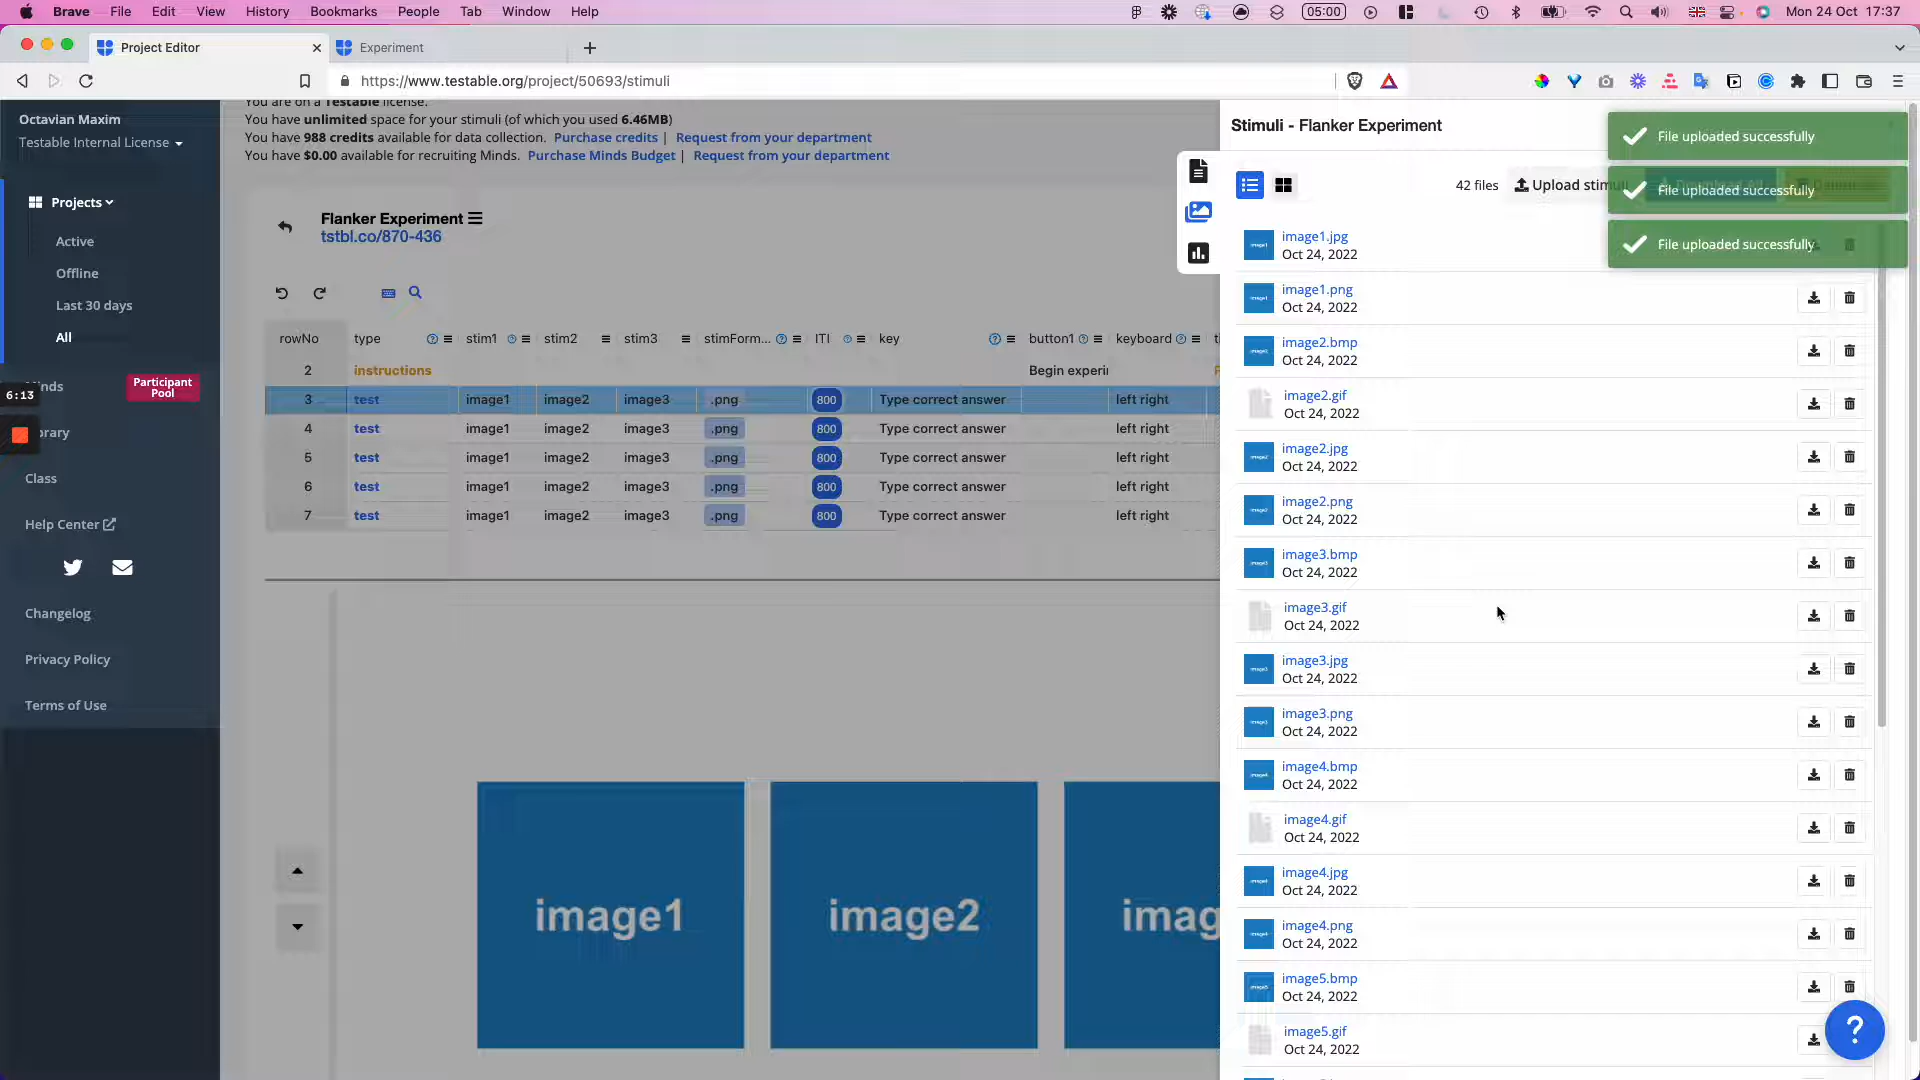 Brave File Edit View History Bookmarks People Tab Window Help
05:00
Mon 24 Oct 17:37
Project Editor
Experiment
https://www.testable.org/project/50693/stimuli
Octavian Maxim
Testable Internal License
Projects
Active
Offline
Last 30 days
All
Participant Pool
6:13
Class
Help Center
Changelog
Privacy Policy
Terms of Use
You are on a Testable license.
You have unlimited space for your stimuli (of which you used 6.46MB)
You have 988 credits available for data collection. Purchase credits | Request from your department
You have $0.00 available for recruiting Minds. Purchase Minds Budget | Request from your department
Flanker Experiment
tstbl.co/870-436
rowNo type stim1 stim2 stim3 stimForm... ITI key button1 keyboard
2 instructions Begin experi
3 test image1 image2 image3 .png 800 Type correct answer left right
4 test image1 image2 image3 .png 800 Type correct answer left right
5 test image1 image2 image3 .png 800 Type correct answer left right
6 test image1 image2 image3 .png 800 Type correct answer left right
7 test image1 image2 image3 .png 800 Type correct answer left right
image1
image2
imag
Stimuli - Flanker Experiment
File uploaded successfully
File uploaded successfully
File uploaded successfully
42 files
Upload stimuli
image1.jpg
Oct 24, 2022
image1.png
Oct 24, 2022
image2.bmp
Oct 24, 2022
image2.gif
Oct 24, 2022
image2.jpg
Oct 24, 2022
image2.png
Oct 24, 2022
image3.bmp
Oct 24, 2022
image3.gif
Oct 24, 2022
image3.jpg
Oct 24, 2022
image3.png
Oct 24, 2022
image4.bmp
Oct 24, 2022
image4.gif
Oct 24, 2022
image4.jpg
Oct 24, 2022
image4.png
Oct 24, 2022
image5.bmp
Oct 24, 2022
image5.gif
Oct 24, 2022